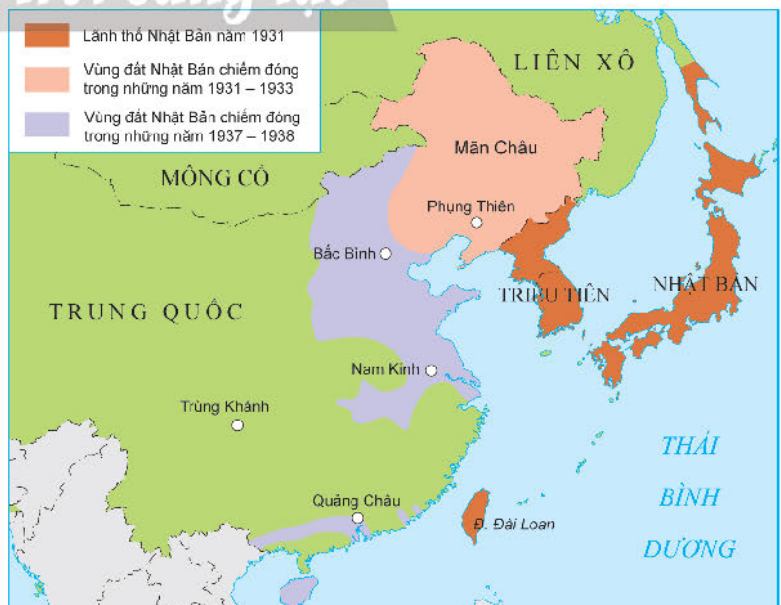 Lãnh thổ Nhật Bản năm 1931
Vùng đất Nhật Bản chiếm đóng
trong những năm 1931 – 1933
Vùng đất Nhật Bản chiếm đóng
trong những năm 1937 – 1938
LIÊN XÔ
Mãn Châu
MÔNG CỔ
Phụng Thiên
Bắc Bình
TRIỀU TIÊN
NHẬT BẢN
TRUNG QUỐC
Nam Kinh
Trùng Khánh
THÁI
BÌNH
DƯƠNG
Quảng Châu
Đ. Đài Loan